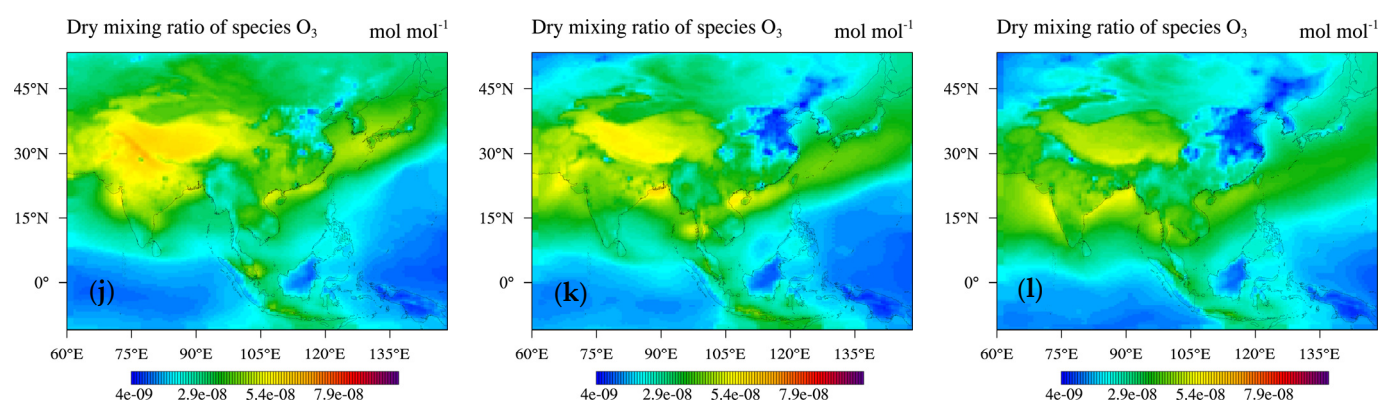 Dry mixing ratio of species O₃ mol mol⁻¹
45°N
30°N
15°N
0°
(j)
60°E 75°E 90°E 105°E 120°E 135°E
4e-09 2.9e-08 5.4e-08 7.9e-08
Dry mixing ratio of species O₃ mol mol⁻¹
45°N
30°N
15°N
0°
(k)
60°E 75°E 90°E 105°E 120°E 135°E
4e-09 2.9e-08 5.4e-08 7.9e-08
Dry mixing ratio of species O₃ mol mol⁻¹
45°N
30°N
15°N
0°
(l)
60°E 75°E 90°E 105°E 120°E 135°E
4e-09 2.9e-08 5.4e-08 7.9e-08